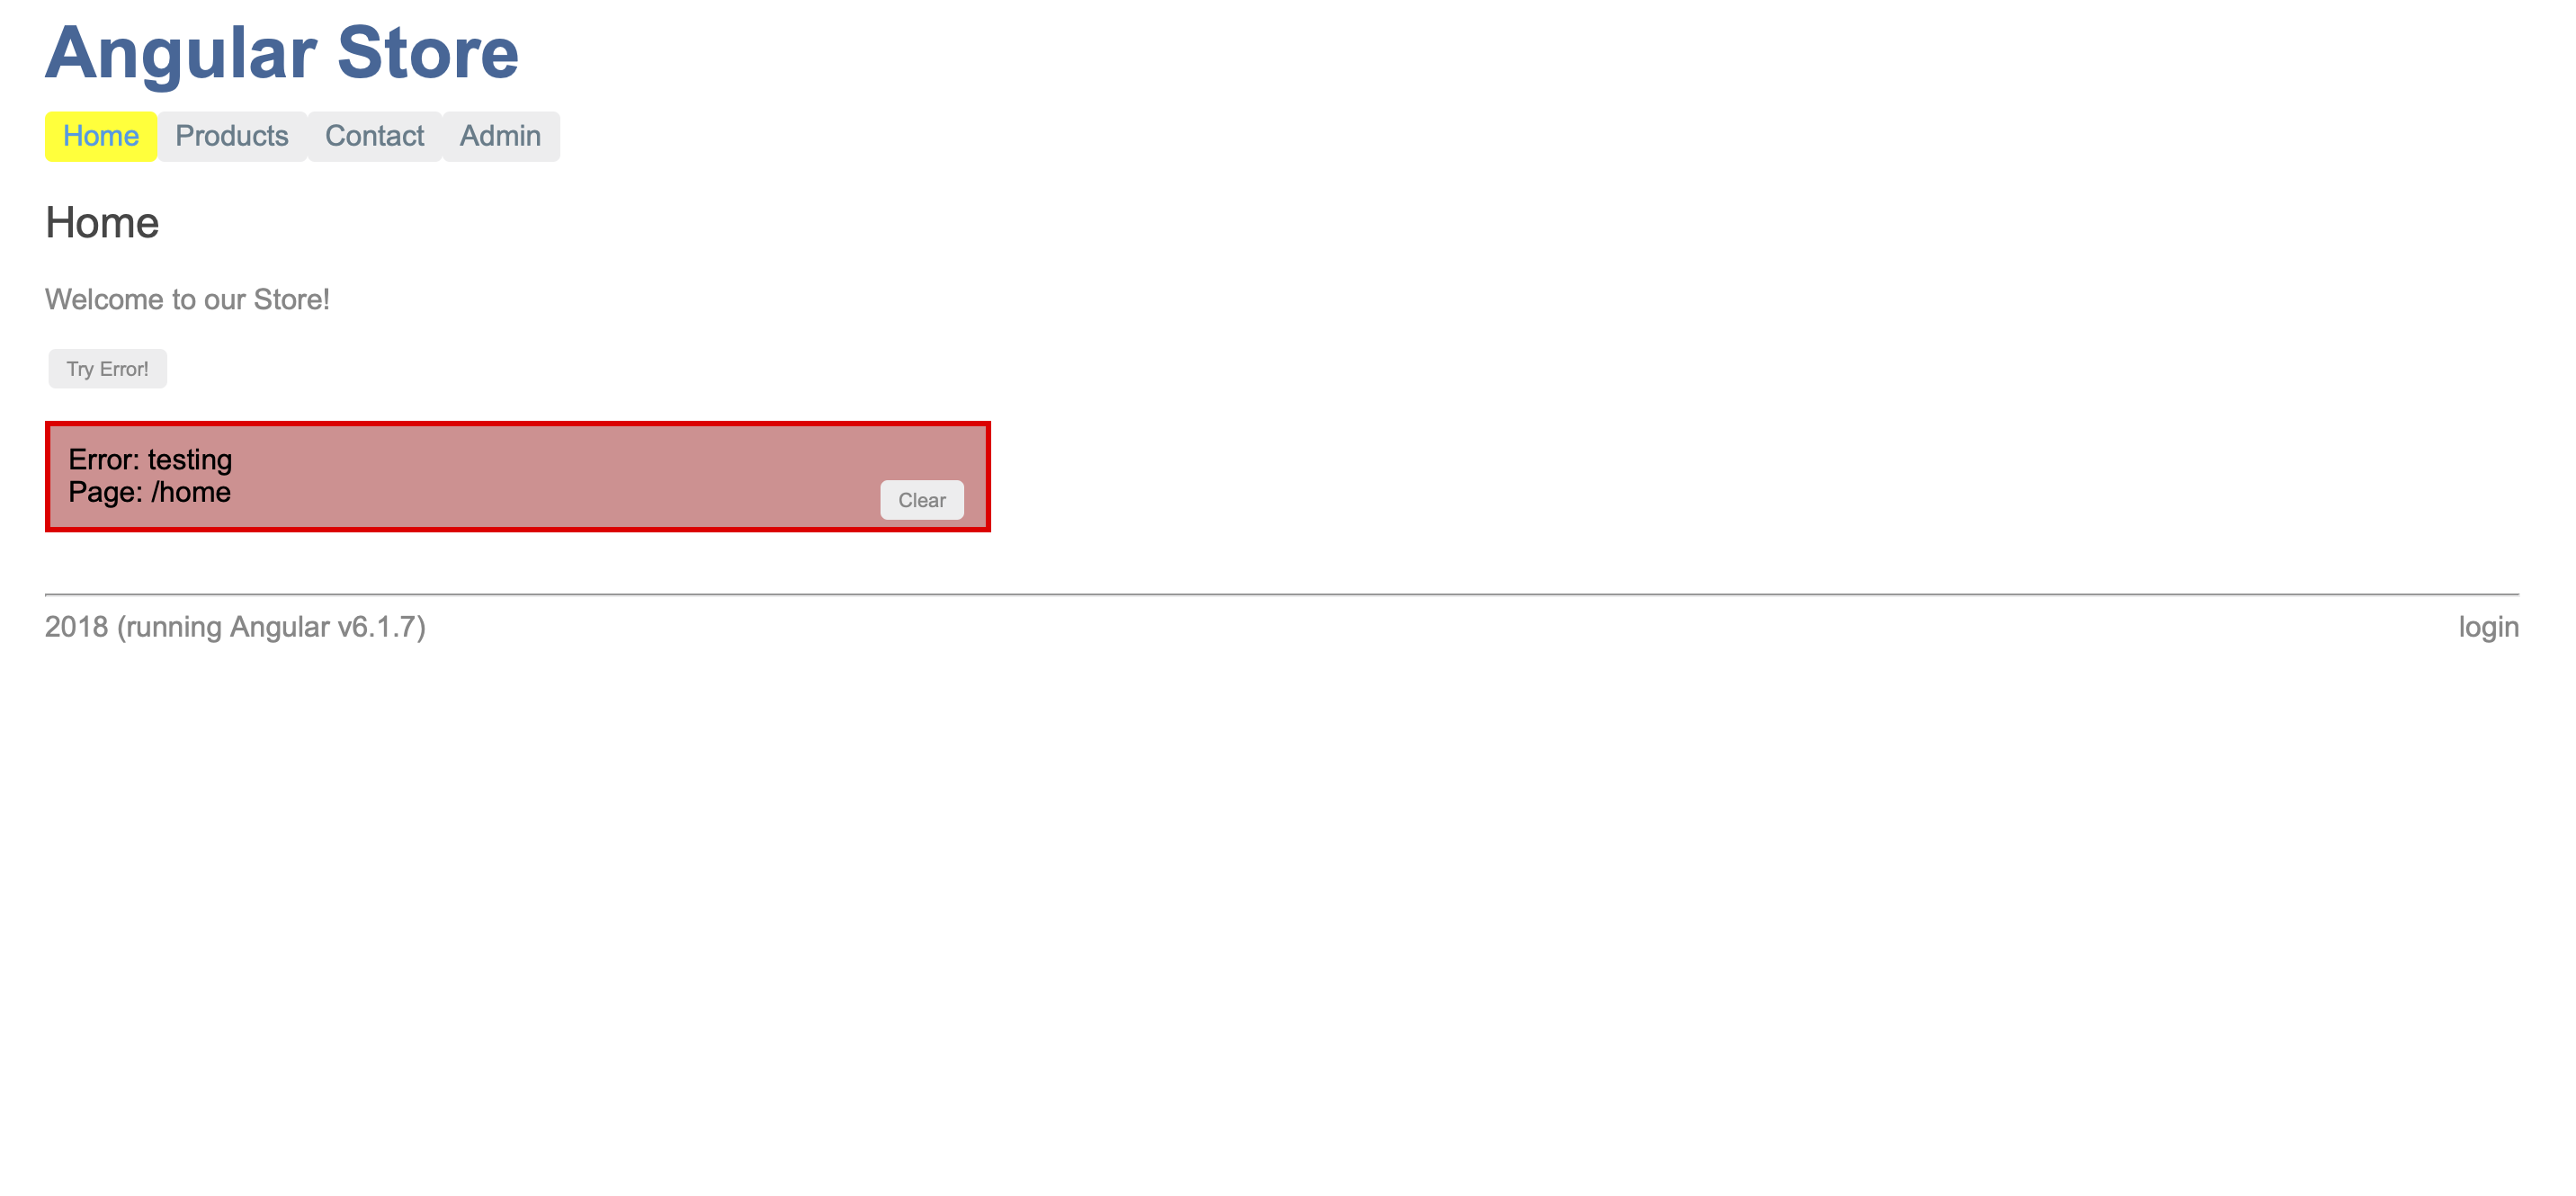 Angular Store
Home Products Contact Admin
Home
Welcome to our Store!
Try Error!
Error: testing
Page: /home
Clear
2018 (running Angular v6.1.7) login